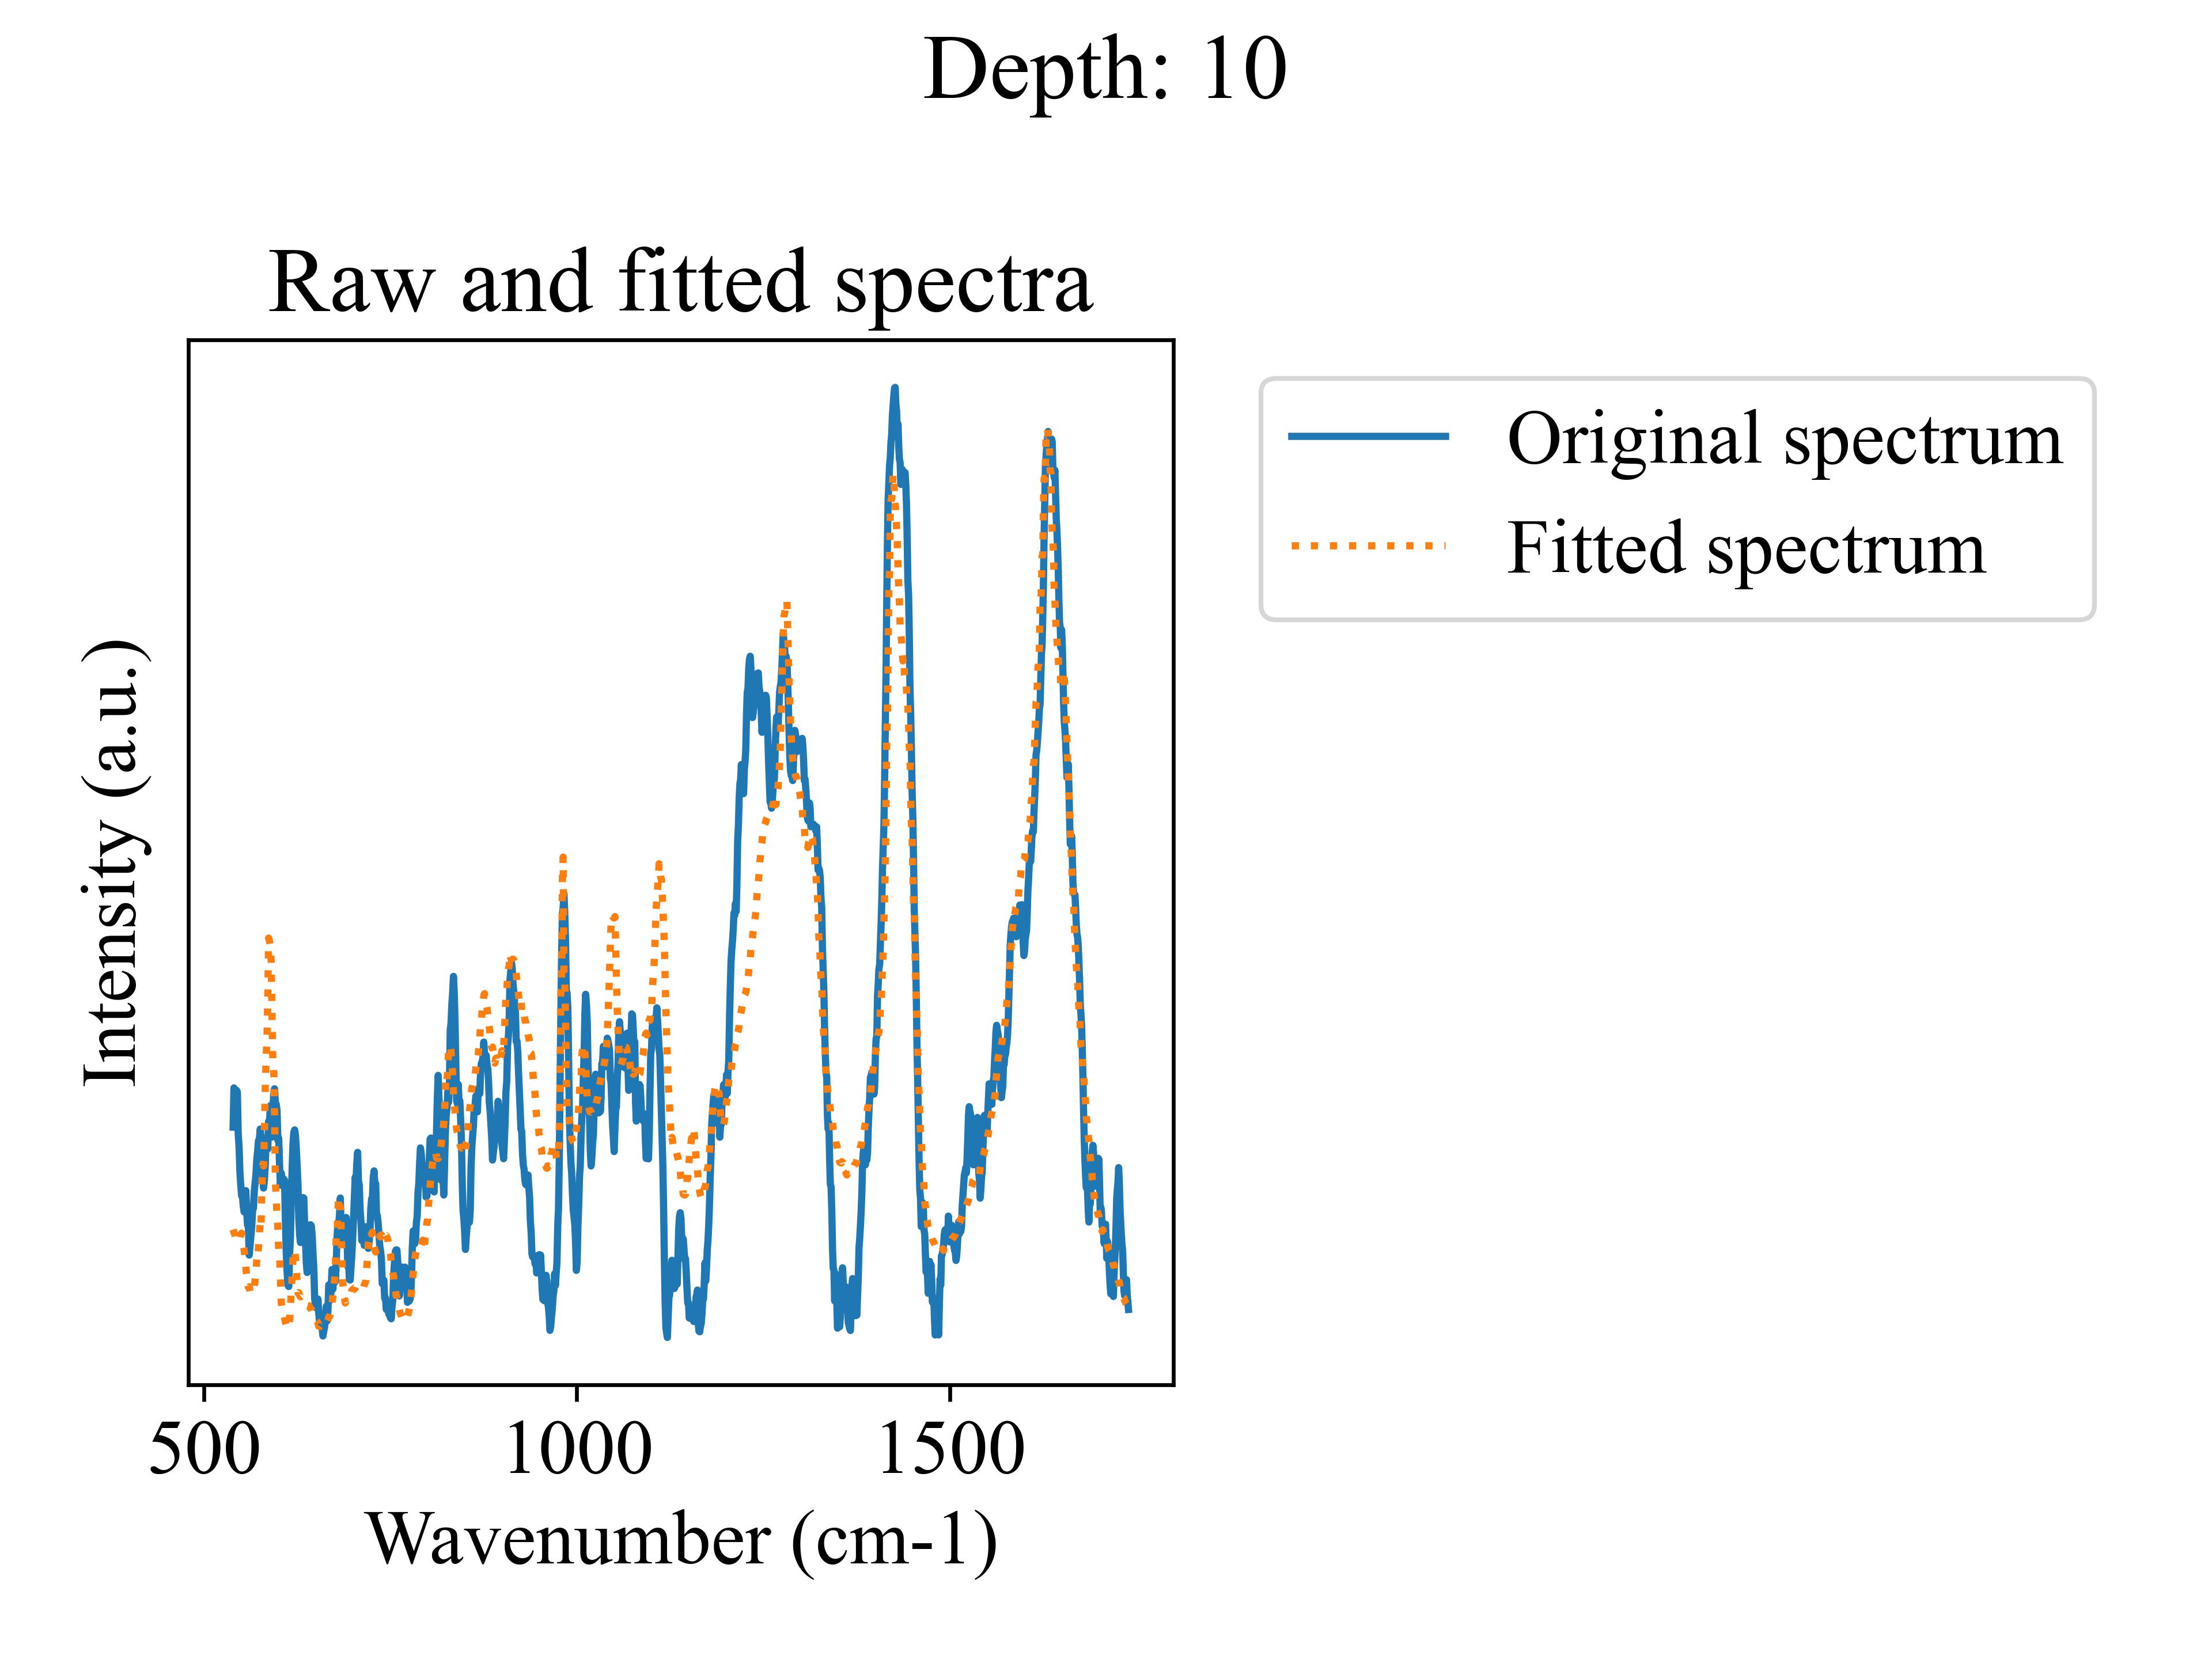 Depth: 10
Raw and fitted spectra
Original spectrum
Fitted spectrum
Intensity (a.u.)
500 1000 1500
Wavenumber (cm-1)